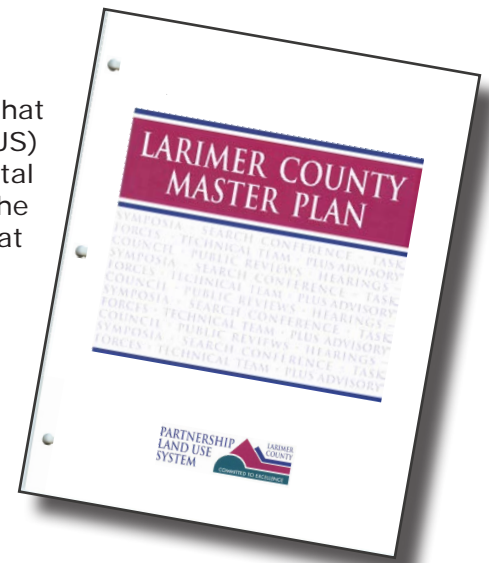 hat
US)
tal
he
at
LARIMER COUNTY
MASTER PLAN
SYMPOSIA - SEARCH CONFERENCE - TASK
FORCES - TECHNICAL TEAM - PLUS ADVISORY
COUNCIL - PUBLIC REVIEWS - HEARINGS -
SYMPOSIA - SEARCH CONFERENCE - TASK
FORCES - TECHNICAL TEAM - PLUS ADVISORY
COUNCIL - PUBLIC REVIEWS - HEARINGS -
SYMPOSIA - SEARCH CONFERENCE - TASK
FORCES - TECHNICAL TEAM - PLUS ADVISORY
COUNCIL - PUBLIC REVIEWS - HEARINGS -
SYMPOSIA - SEARCH CONFERENCE - TASK
FORCES - TECHNICAL TEAM - PLUS ADVISORY
PARTNERSHIP
LAND USE
SYSTEM
LARIMER
COUNTY
COMMITTED TO EXCELLENCE